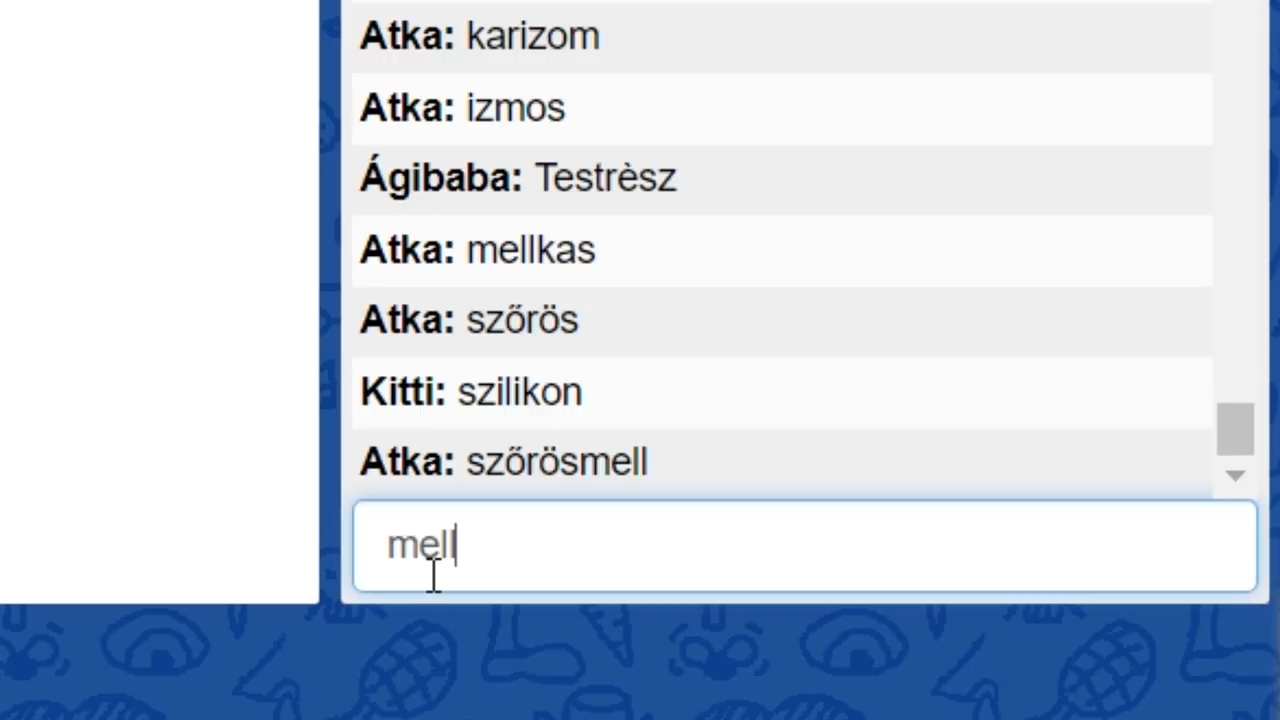 Atka: karizom
Atka: izmos
Ágibaba: Testrèsz
Atka: mellkas
Atka: szőrös
Kitti: szilikon
Atka: szőrösmell
mell